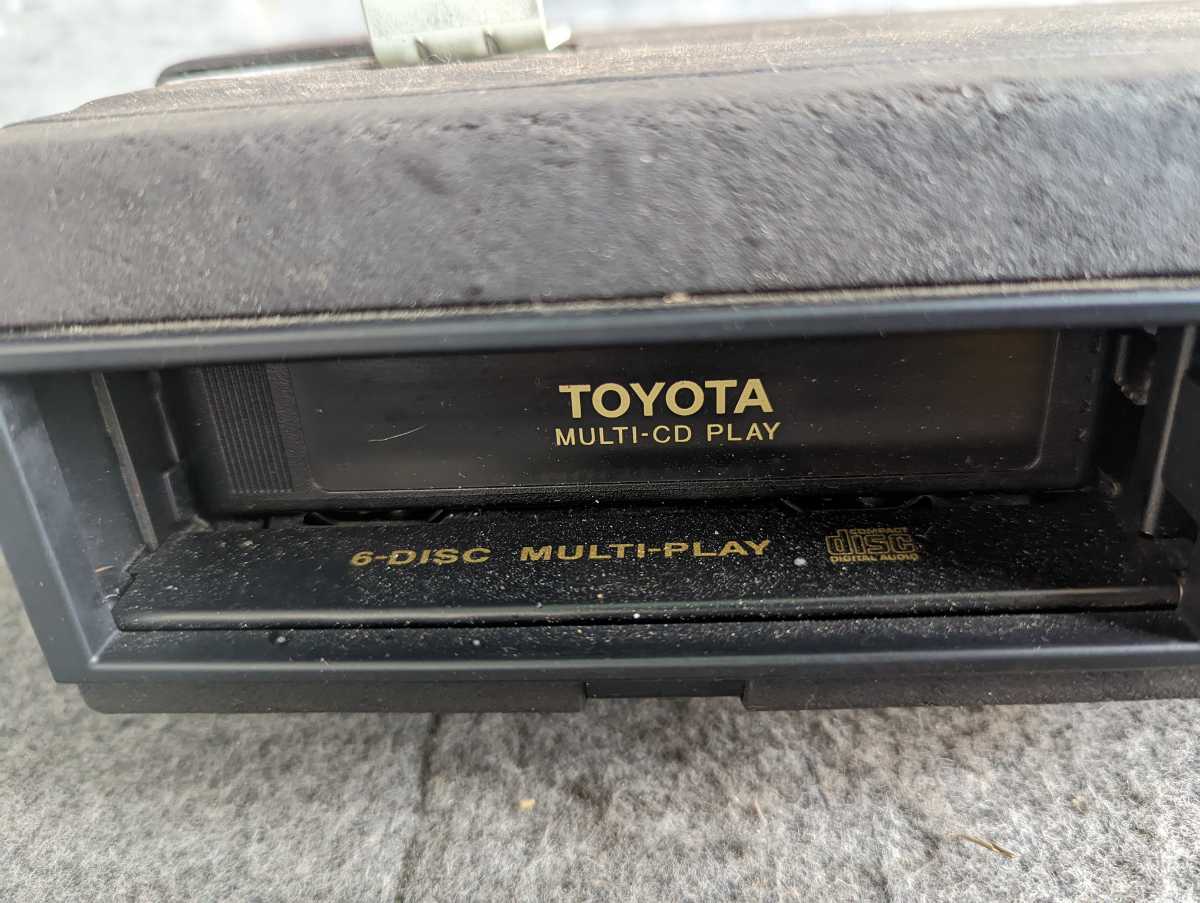 TOYOTA
MULTI-CD PLAY
6-DISC MULTI-PLAY
COMPACT
disc
DIGITAL AUDIO